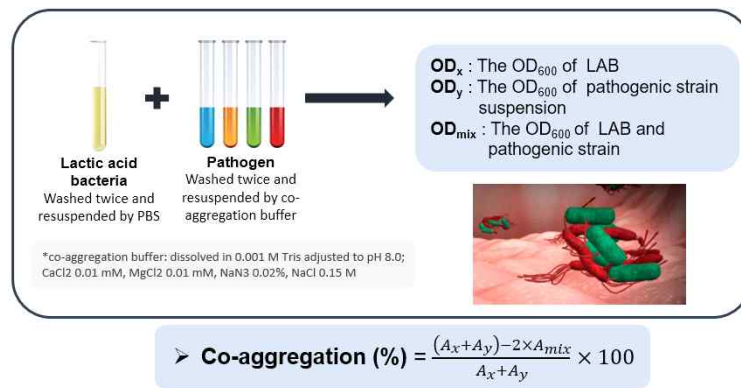 Lactic acid
bacteria
Washed twice and
resuspended by PBS
Pathogen
Washed twice and
resuspended by co-
aggregation buffer
*co-aggregation buffer: dissolved in 0.001 M Tris adjusted to pH 8.0;
CaCl2 0.01 mM, MgCl2 0.01 mM, NaN3 0.02%, NaCl 0.15 M
ODx : The OD600 of LAB
ODy : The OD600 of pathogenic strain
suspension
ODmix : The OD600 of LAB and
pathogenic strain
➢ Co-aggregation (%) = (Ax+Ay)−2×Amix / Ax+Ay × 100